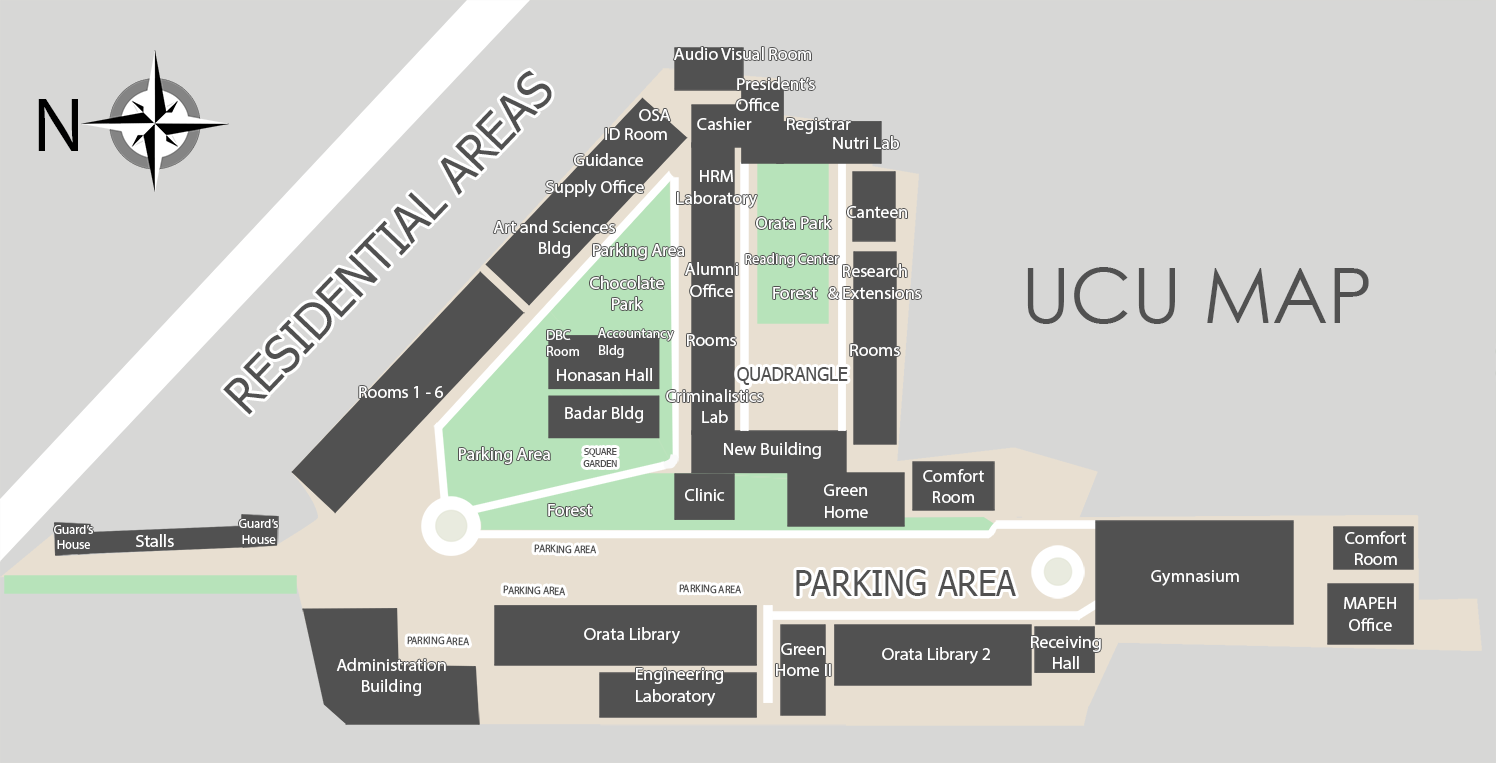 N
RESIDENTIAL AREAS
UCU MAP
Audio Visual Room
President's
Office
Cashier
Registrar
Nutri Lab
OSA
ID Room
Guidance
Supply Office
Art and Sciences
Bldg
Rooms 1 - 6
HRM
Laboratory
Alumni
Office
Rooms
Criminalistics
Lab
Orata Park
Reading Center
Forest
QUADRANGLE
Canteen
Research
& Extensions
Rooms
Parking Area
Chocolate
Park
DBC
Room
Accountancy
Bldg
Honasan Hall
Badar Bldg
Parking Area
SQUARE
GARDEN
Forest
New Building
Clinic
Green
Home
Comfort
Room
Guard's
House
Stalls
Guard's
House
PARKING AREA
PARKING AREA
PARKING AREA
PARKING AREA
PARKING AREA
Gymnasium
Comfort
Room
MAPEH
Office
Administration
Building
Orata Library
Engineering
Laboratory
Green
Home II
Orata Library 2
Receiving
Hall